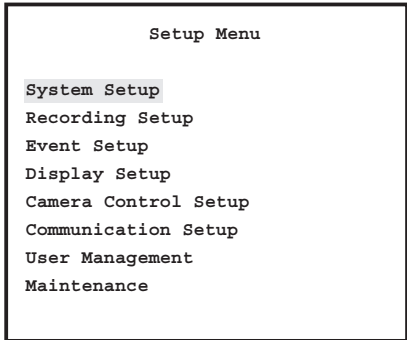 Setup Menu
System Setup
Recording Setup
Event Setup
Display Setup
Camera Control Setup
Communication Setup
User Management
Maintenance